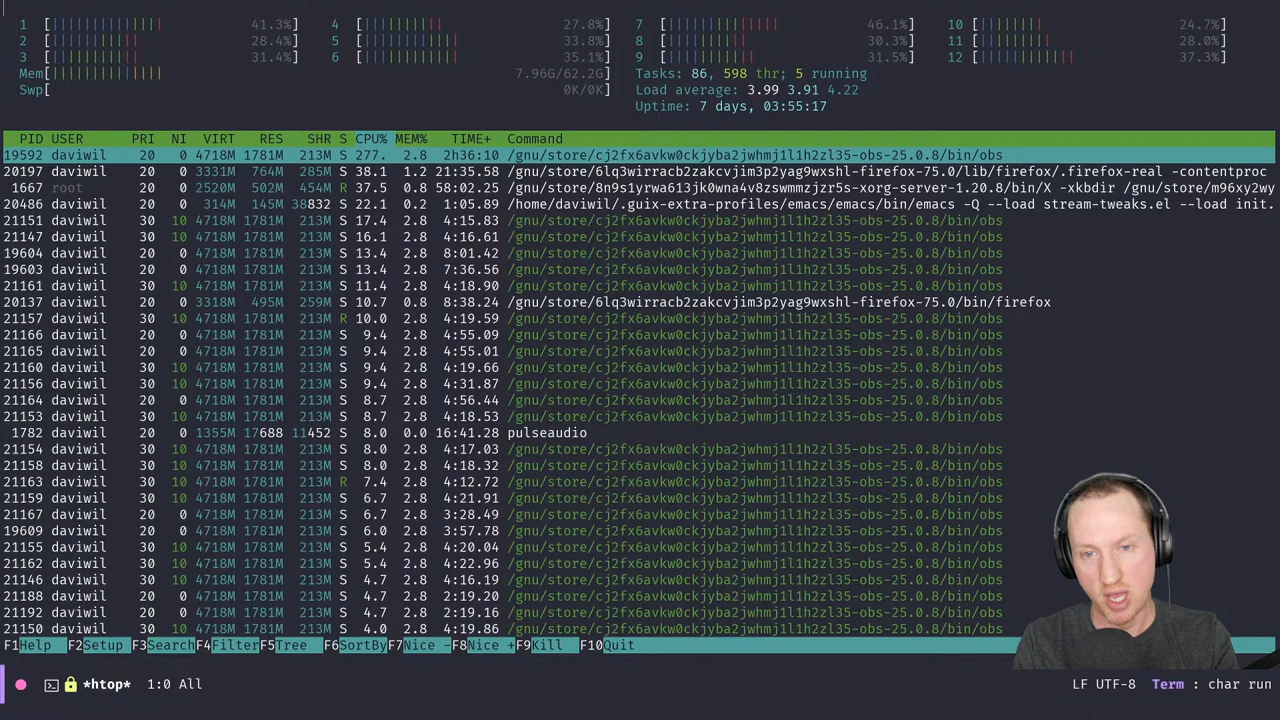 1 [||||||||||||| 41.3%] 4 [||||||||| 27.8%] 7 [|||||||||||||| 46.1%] 10 [|||||||| 24.7%]
2 [|||||||||| 28.4%] 5 [||||||||||| 33.8%] 8 [|||||||||| 30.3%] 11 [||||||||| 28.0%]
3 [|||||||||| 31.4%] 6 [||||||||||| 35.1%] 9 [|||||||||| 31.5%] 12 [|||||||||||| 37.3%]
Mem[||||||||||||| 7.96G/62.2G] Tasks: 86, 598 thr; 5 running
Swp[ 0K/0K] Load average: 3.99 3.91 4.22
Uptime: 7 days, 03:55:17
PID USER PRI NI VIRT RES SHR S CPU% MEM% TIME+ Command
19592 daviwil 20 0 4718M 1781M 213M S 277. 2.8 2h36:10 /gnu/store/cj2fx6avkw0ckjyba2jwhmj1l1h2zl35-obs-25.0.8/bin/obs
20197 daviwil 20 0 3331M 764M 285M S 38.1 1.2 21:35.58 /gnu/store/6lq3wirracb2zakcvjim3p2yag9wxshl-firefox-75.0/lib/firefox/.firefox-real -contentproc
1667 root 20 0 2520M 502M 454M R 37.5 0.8 58:02.25 /gnu/store/8n9s1yrwa613jk0wna4v8zswmmzjzr5s-xorg-server-1.20.8/bin/X -xkbdir /gnu/store/m96xy2wy
20486 daviwil 20 0 314M 145M 38832 S 22.1 0.2 1:05.89 /home/daviwil/.guix-extra-profiles/emacs/emacs/bin/emacs -Q --load stream-tweaks.el --load init.
21151 daviwil 30 10 4718M 1781M 213M S 17.4 2.8 4:15.83 /gnu/store/cj2fx6avkw0ckjyba2jwhmj1l1h2zl35-obs-25.0.8/bin/obs
21147 daviwil 30 10 4718M 1781M 213M S 16.1 2.8 4:16.61 /gnu/store/cj2fx6avkw0ckjyba2jwhmj1l1h2zl35-obs-25.0.8/bin/obs
19604 daviwil 20 0 4718M 1781M 213M S 13.4 2.8 8:01.42 /gnu/store/cj2fx6avkw0ckjyba2jwhmj1l1h2zl35-obs-25.0.8/bin/obs
19603 daviwil 20 0 4718M 1781M 213M S 13.4 2.8 7:36.56 /gnu/store/cj2fx6avkw0ckjyba2jwhmj1l1h2zl35-obs-25.0.8/bin/obs
21161 daviwil 30 10 4718M 1781M 213M S 11.4 2.8 4:18.90 /gnu/store/cj2fx6avkw0ckjyba2jwhmj1l1h2zl35-obs-25.0.8/bin/obs
20137 daviwil 20 0 3318M 495M 259M S 10.7 0.8 8:38.24 /gnu/store/6lq3wirracb2zakcvjim3p2yag9wxshl-firefox-75.0/bin/firefox
21157 daviwil 30 10 4718M 1781M 213M R 10.0 2.8 4:19.59 /gnu/store/cj2fx6avkw0ckjyba2jwhmj1l1h2zl35-obs-25.0.8/bin/obs
21166 daviwil 20 0 4718M 1781M 213M S 9.4 2.8 4:55.09 /gnu/store/cj2fx6avkw0ckjyba2jwhmj1l1h2zl35-obs-25.0.8/bin/obs
21165 daviwil 20 0 4718M 1781M 213M S 9.4 2.8 4:55.01 /gnu/store/cj2fx6avkw0ckjyba2jwhmj1l1h2zl35-obs-25.0.8/bin/obs
21160 daviwil 30 10 4718M 1781M 213M S 9.4 2.8 4:19.66 /gnu/store/cj2fx6avkw0ckjyba2jwhmj1l1h2zl35-obs-25.0.8/bin/obs
21156 daviwil 30 10 4718M 1781M 213M S 9.4 2.8 4:31.87 /gnu/store/cj2fx6avkw0ckjyba2jwhmj1l1h2zl35-obs-25.0.8/bin/obs
21164 daviwil 20 0 4718M 1781M 213M S 8.7 2.8 4:56.44 /gnu/store/cj2fx6avkw0ckjyba2jwhmj1l1h2zl35-obs-25.0.8/bin/obs
21153 daviwil 30 10 4718M 1781M 213M S 8.7 2.8 4:18.53 /gnu/store/cj2fx6avkw0ckjyba2jwhmj1l1h2zl35-obs-25.0.8/bin/obs
1782 daviwil 20 0 1355M 17688 11452 S 8.0 0.0 16:41.28 pulseaudio
21154 daviwil 30 10 4718M 1781M 213M S 8.0 2.8 4:17.03 /gnu/store/cj2fx6avkw0ckjyba2jwhmj1l1h2zl35-obs-25.0.8/bin/obs
21158 daviwil 30 10 4718M 1781M 213M S 8.0 2.8 4:18.32 /gnu/store/cj2fx6avkw0ckjyba2jwhmj1l1h2zl35-obs-25.0.8/bin/obs
21163 daviwil 30 10 4718M 1781M 213M R 7.4 2.8 4:12.72 /gnu/store/cj2fx6avkw0ckjyba2jwhmj1l1h2zl35-obs-25.0.8/bin/obs
21159 daviwil 30 10 4718M 1781M 213M S 6.7 2.8 4:21.91 /gnu/store/cj2fx6avkw0ckjyba2jwhmj1l1h2zl35-obs-25.0.8/bin/obs
21167 daviwil 20 0 4718M 1781M 213M S 6.7 2.8 3:28.49 /gnu/store/cj2fx6avkw0ckjyba2jwhmj1l1h2zl35-obs-25.0.8/bin/obs
19609 daviwil 20 0 4718M 1781M 213M S 6.0 2.8 3:57.78 /gnu/store/cj2fx6avkw0ckjyba2jwhmj1l1h2zl35-obs-25.0.8/bin/obs
21155 daviwil 30 10 4718M 1781M 213M S 5.4 2.8 4:20.04 /gnu/store/cj2fx6avkw0ckjyba2jwhmj1l1h2zl35-obs-25.0.8/bin/obs
21162 daviwil 30 10 4718M 1781M 213M S 5.4 2.8 4:22.96 /gnu/store/cj2fx6avkw0ckjyba2jwhmj1l1h2zl35-obs-25.0.8/bin/obs
21146 daviwil 30 10 4718M 1781M 213M S 4.7 2.8 4:16.19 /gnu/store/cj2fx6avkw0ckjyba2jwhmj1l1h2zl35-obs-25.0.8/bin/obs
21188 daviwil 20 0 4718M 1781M 213M S 4.7 2.8 2:19.20 /gnu/store/cj2fx6avkw0ckjyba2jwhmj1l1h2zl35-obs-25.0.8/bin/obs
21192 daviwil 20 0 4718M 1781M 213M S 4.7 2.8 2:19.16 /gnu/store/cj2fx6avkw0ckjyba2jwhmj1l1h2zl35-obs-25.0.8/bin/obs
21150 daviwil 30 10 4718M 1781M 213M S 4.0 2.8 4:19.86 /gnu/store/cj2fx6avkw0ckjyba2jwhmj1l1h2zl35-obs-25.0.8/bin/obs
F1Help F2Setup F3SearchF4FilterF5Tree F6SortByF7Nice -F8Nice +F9Kill F10Quit
*htop* 1:0 All LF UTF-8 Term : char run